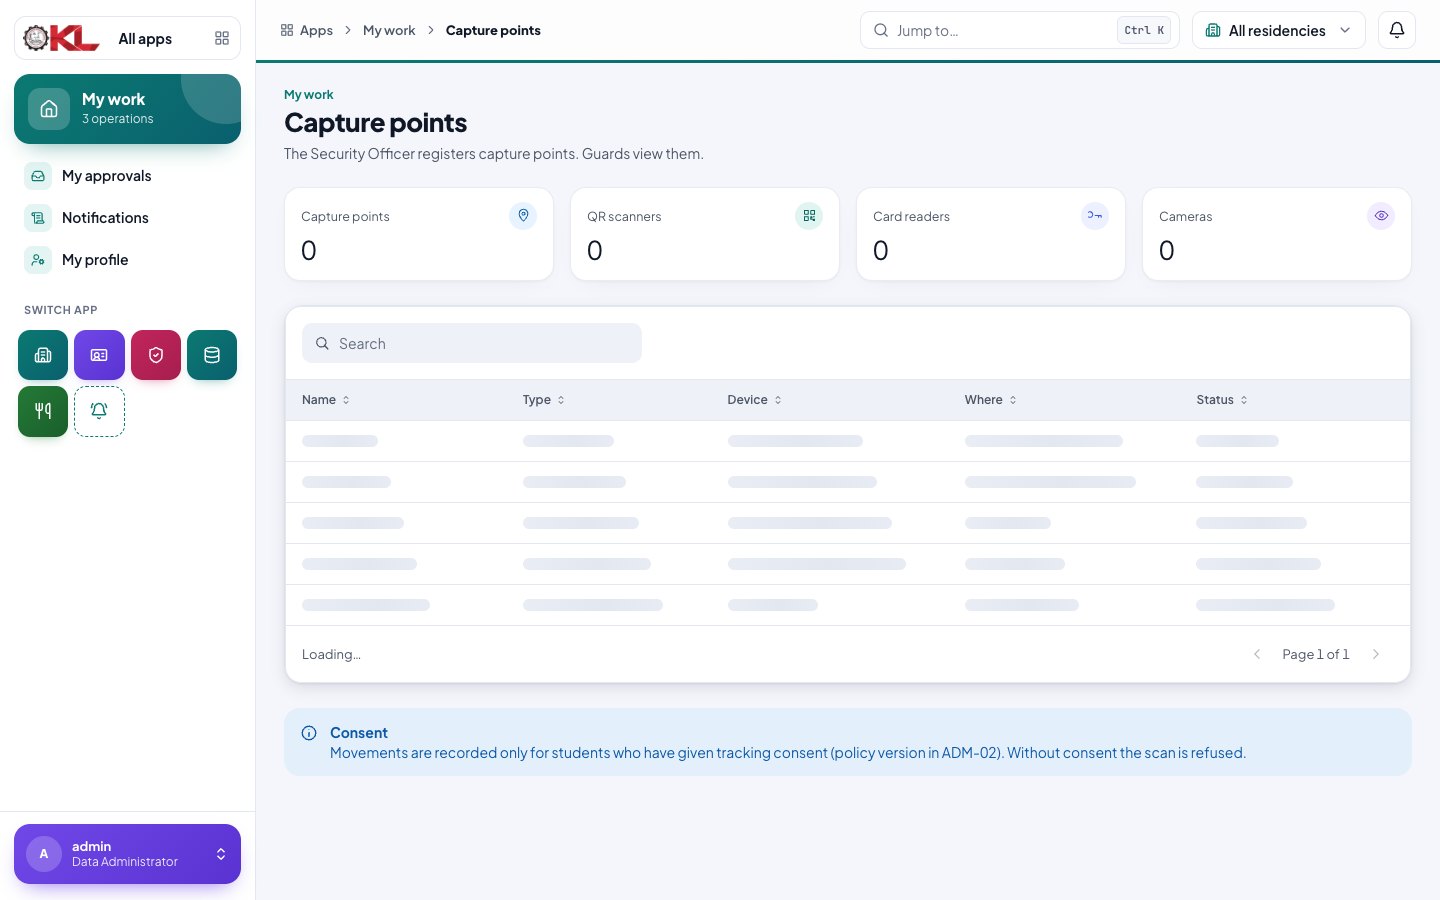 KL
All apps
My work
3 operations
My approvals
Notifications
My profile
SWITCH APP
A
admin
Data Administrator
Apps
My work
Capture points
Jump to...
Ctrl K
All residencies
My work
Capture points
The Security Officer registers capture points. Guards view them.
Capture points
0
QR scanners
0
Card readers
0
Cameras
0
Search
Name
Type
Device
Where
Status
Loading...
Page 1 of 1
Consent
Movements are recorded only for students who have given tracking consent (policy version in ADM-02). Without consent the scan is refused.